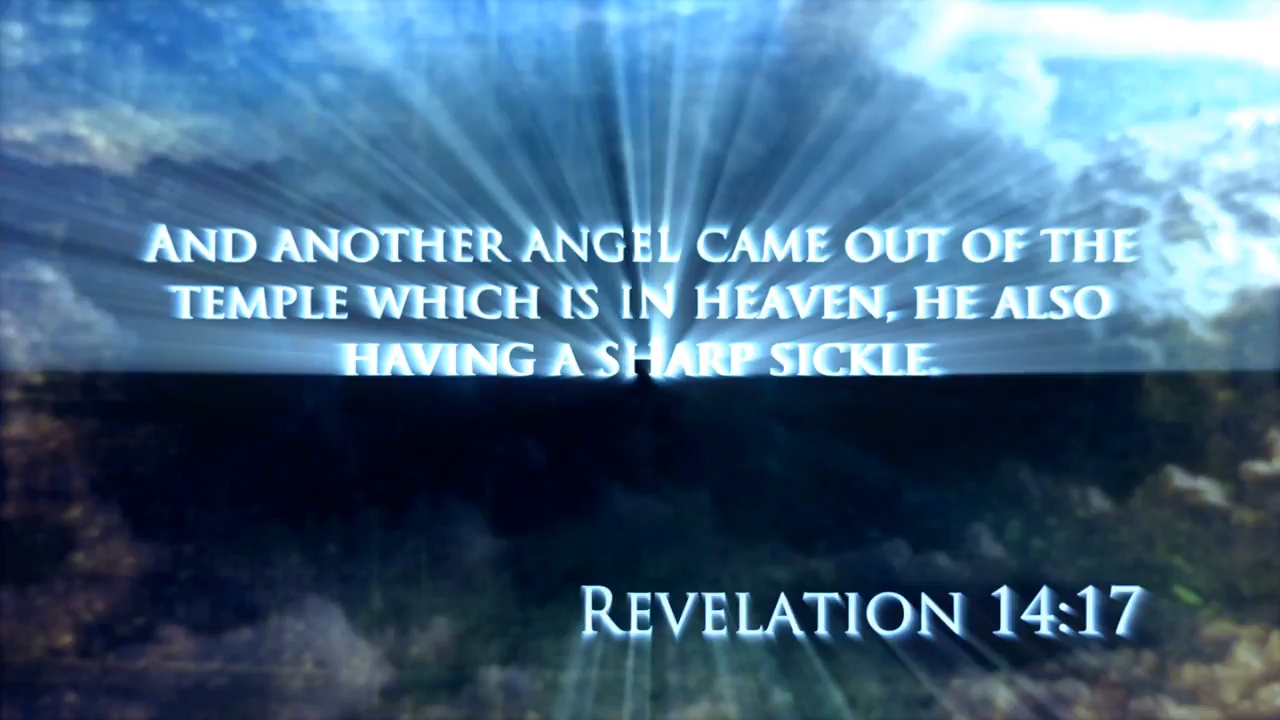 And another angel came out of the
temple which is in heaven, he also
having a sharp sickle.
Revelation 14:17